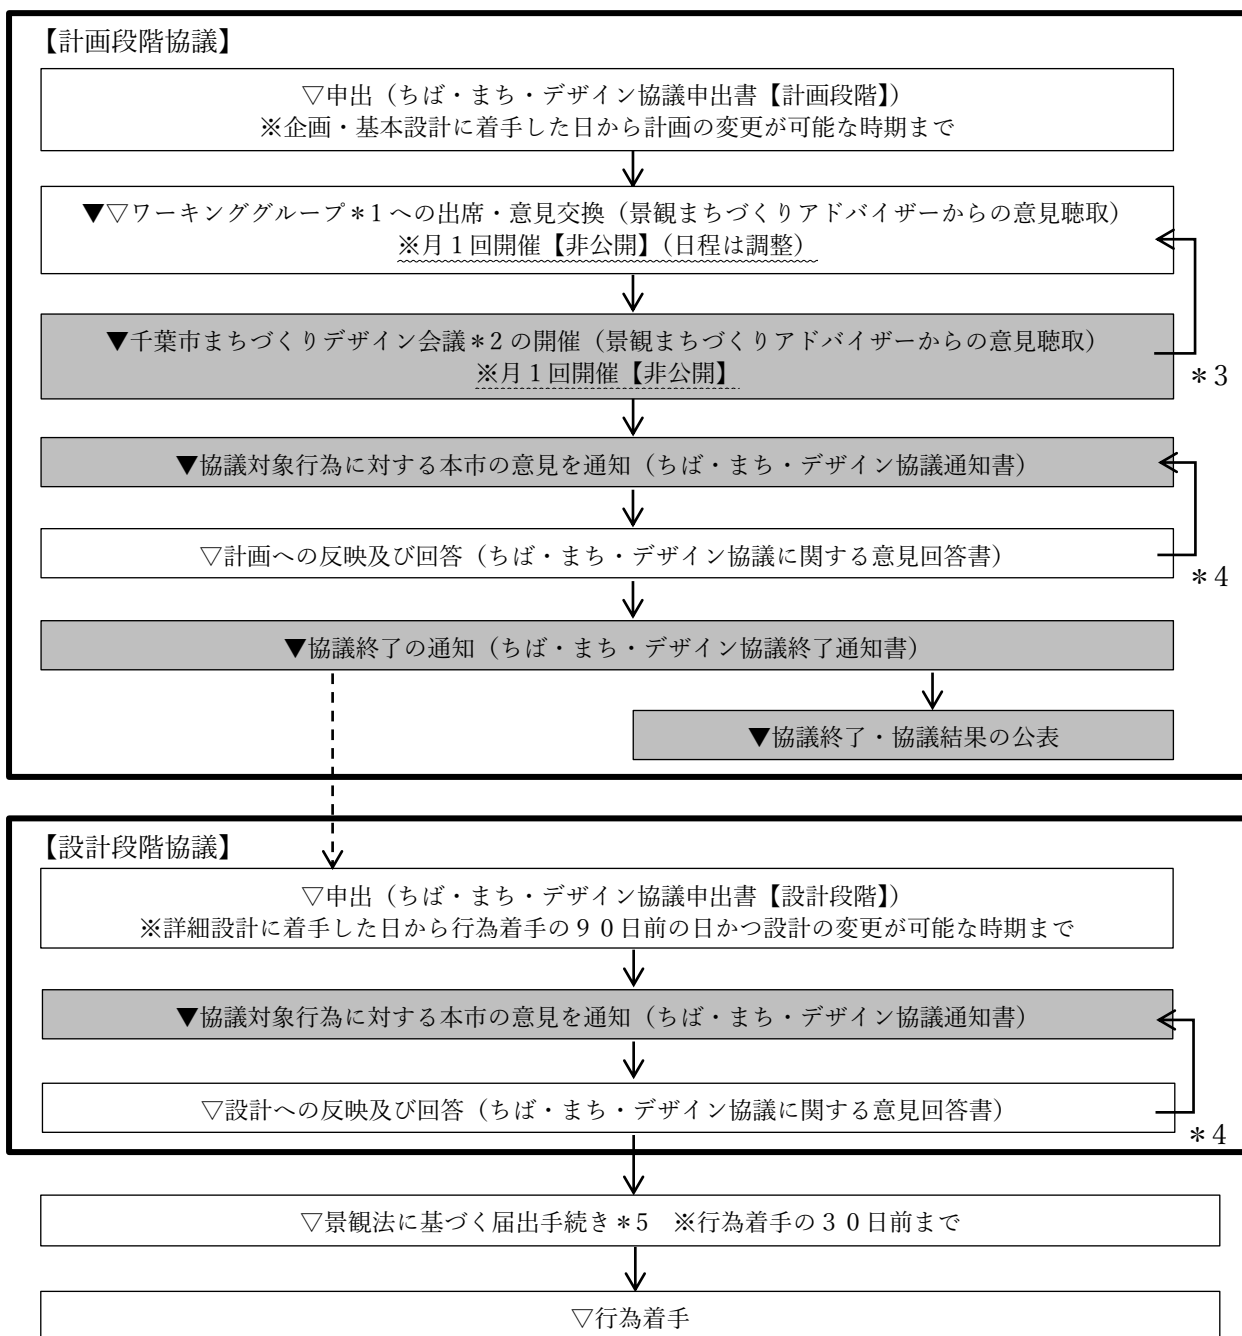 【計画段階協議】
▽申出（ちば・まち・デザイン協議申出書【計画段階】）
※企画・基本設計に着手した日から計画の変更が可能な時期まで
▼▽ワーキンググループ＊1への出席・意見交換（景観まちづくりアドバイザーからの意見聴取）
※月１回開催【非公開】（日程は調整）
▼千葉市まちづくりデザイン会議＊2の開催（景観まちづくりアドバイザーからの意見聴取）
※月１回開催【非公開】
＊3
▼協議対象行為に対する本市の意見を通知（ちば・まち・デザイン協議通知書）
▽計画への反映及び回答（ちば・まち・デザイン協議に関する意見回答書）
＊4
▼協議終了の通知（ちば・まち・デザイン協議終了通知書）
▼協議終了・協議結果の公表
【設計段階協議】
▽申出（ちば・まち・デザイン協議申出書【設計段階】）
※詳細設計に着手した日から行為着手の９０日前の日かつ設計の変更が可能な時期まで
▼協議対象行為に対する本市の意見を通知（ちば・まち・デザイン協議通知書）
▽設計への反映及び回答（ちば・まち・デザイン協議に関する意見回答書）
＊4
▽景観法に基づく届出手続き＊5　※行為着手の３０日前まで
▽行為着手